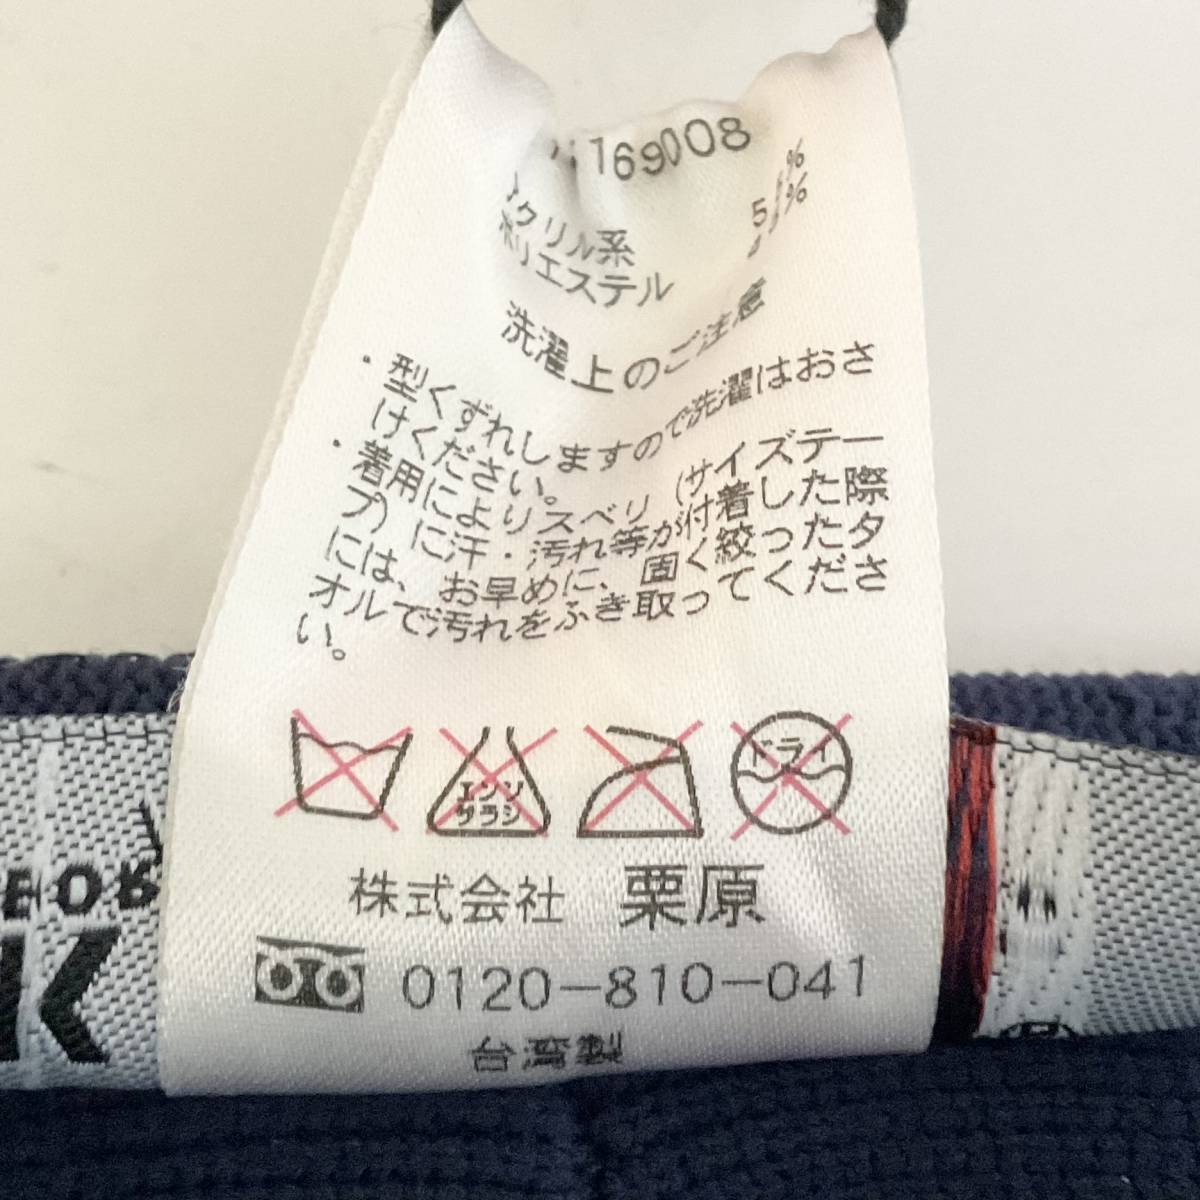 169008
アクリル系 5 %
ポリエステル %
洗濯上のご注意
・型くずれしますので洗濯はおさ
けください。
・着用によりスベリ(サイズテー
プ)に汗・汚れ等が付着した際
には、お早めに、固く絞ったタ
オルで汚れをふき取ってくださ
い。
エンソ
サラシ
ドライ
株式会社 栗原
0120-810-041
台湾製
K